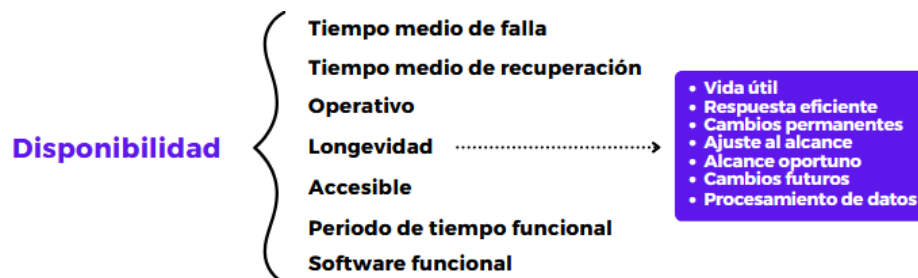 Disponibilidad
Tiempo medio de falla
Tiempo medio de recuperación
Operativo
Longevidad
Accesible
Periodo de tiempo funcional
Software funcional
• Vida útil
• Respuesta eficiente
• Cambios permanentes
• Ajuste al alcance
• Alcance oportuno
• Cambios futuros
• Procesamiento de datos